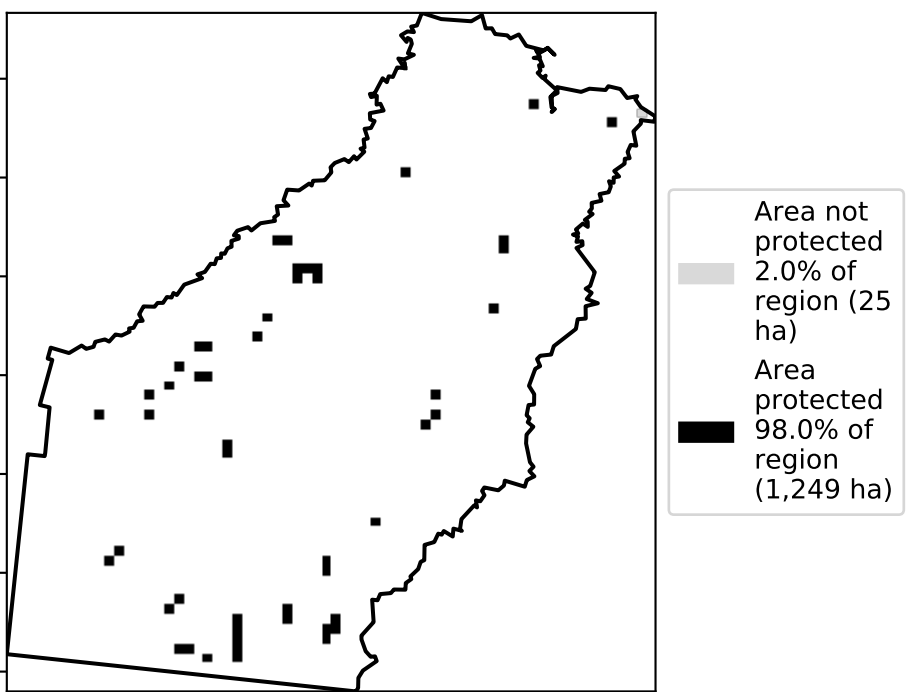 Area not
protected
2.0% of
region (25
ha)
Area
protected
98.0% of
region
(1,249 ha)